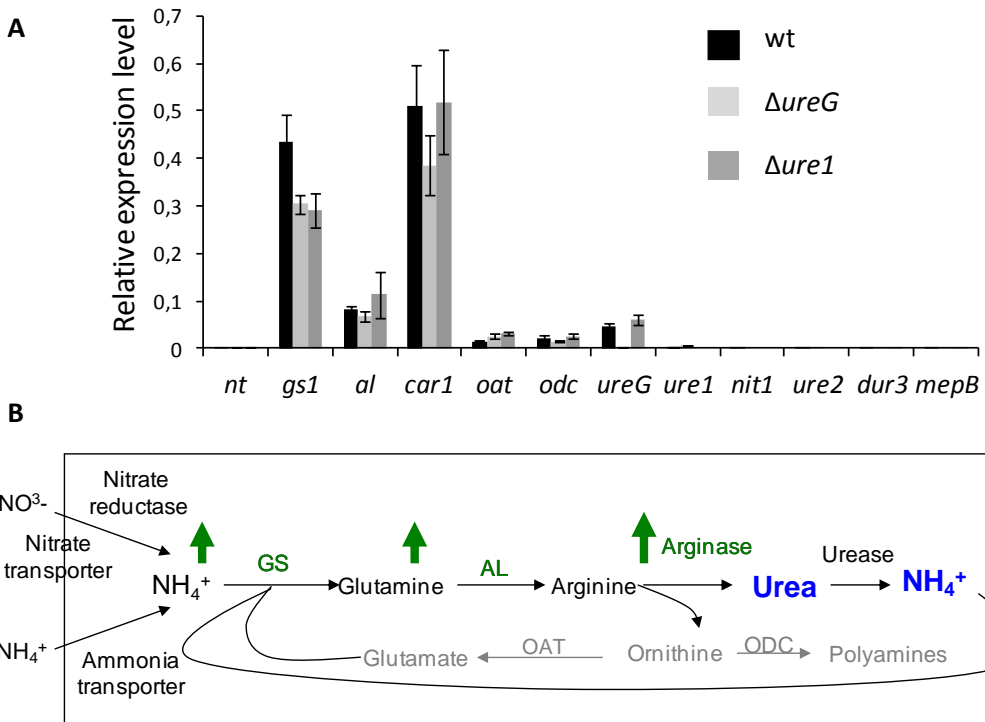 A
Relative expression level
0,7
0,6
0,5
0,4
0,3
0,2
0,1
0
wt
ΔureG
Δure1
nt gs1 al car1 oat odc ureG ure1 nit1 ure2 dur3 mepB
B
Nitrate
reductase
NO³-
Nitrate
transporter
NH₄⁺
Ammonia
transporter
NH₄⁺
GS
Glutamine
AL
Arginine
Arginase
Urea
Urease
NH₄⁺
Glutamate
OAT
Ornithine
ODC
Polyamines